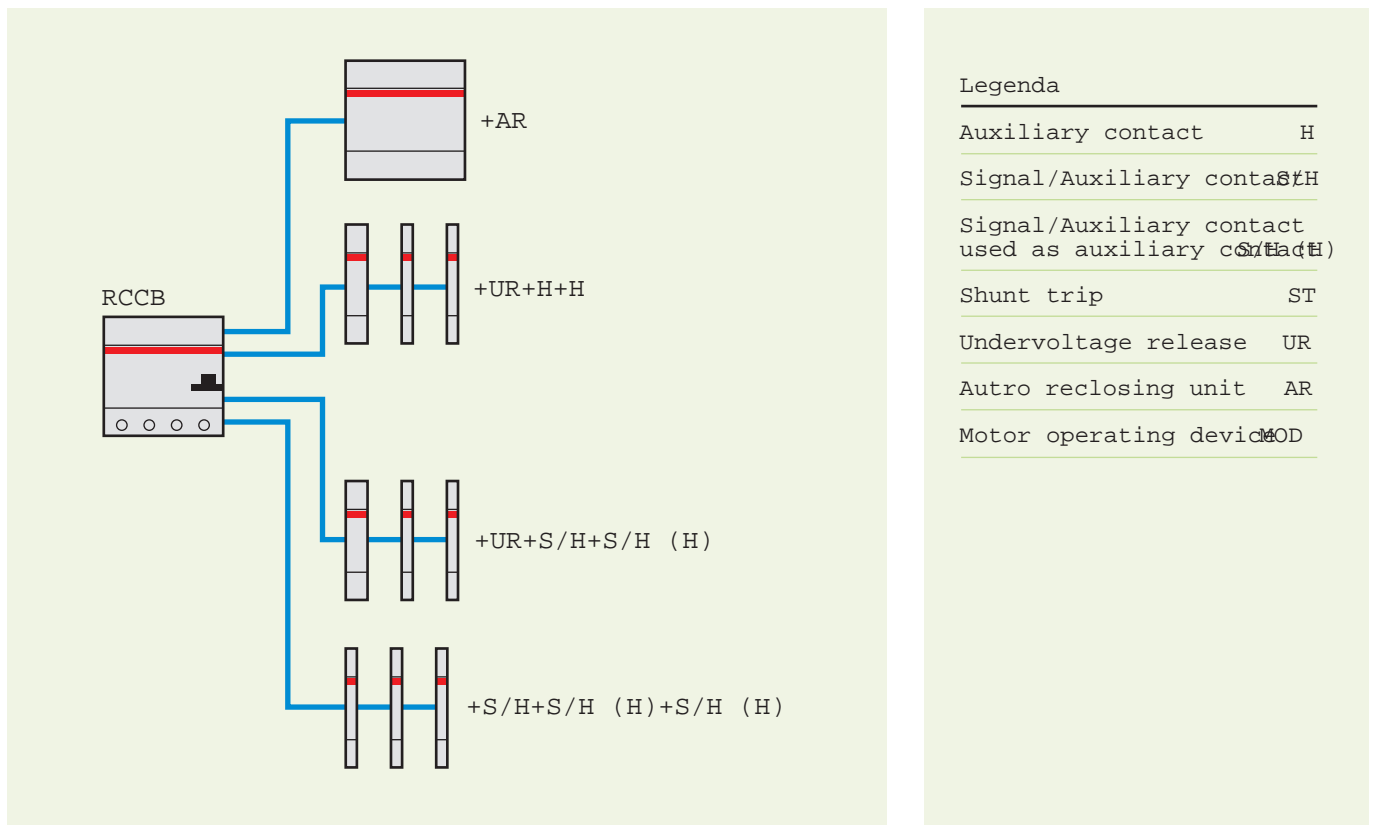 RCCB
+AR
+UR+H+H
+UR+S/H+S/H (H)
+S/H+S/H (H)+S/H (H)
Legenda
Auxiliary contact H
Signal/Auxiliary contact S/H
Signal/Auxiliary contact
used as auxiliary contact S/H (H)
Shunt trip ST
Undervoltage release UR
Autro reclosing unit AR
Motor operating device MOD